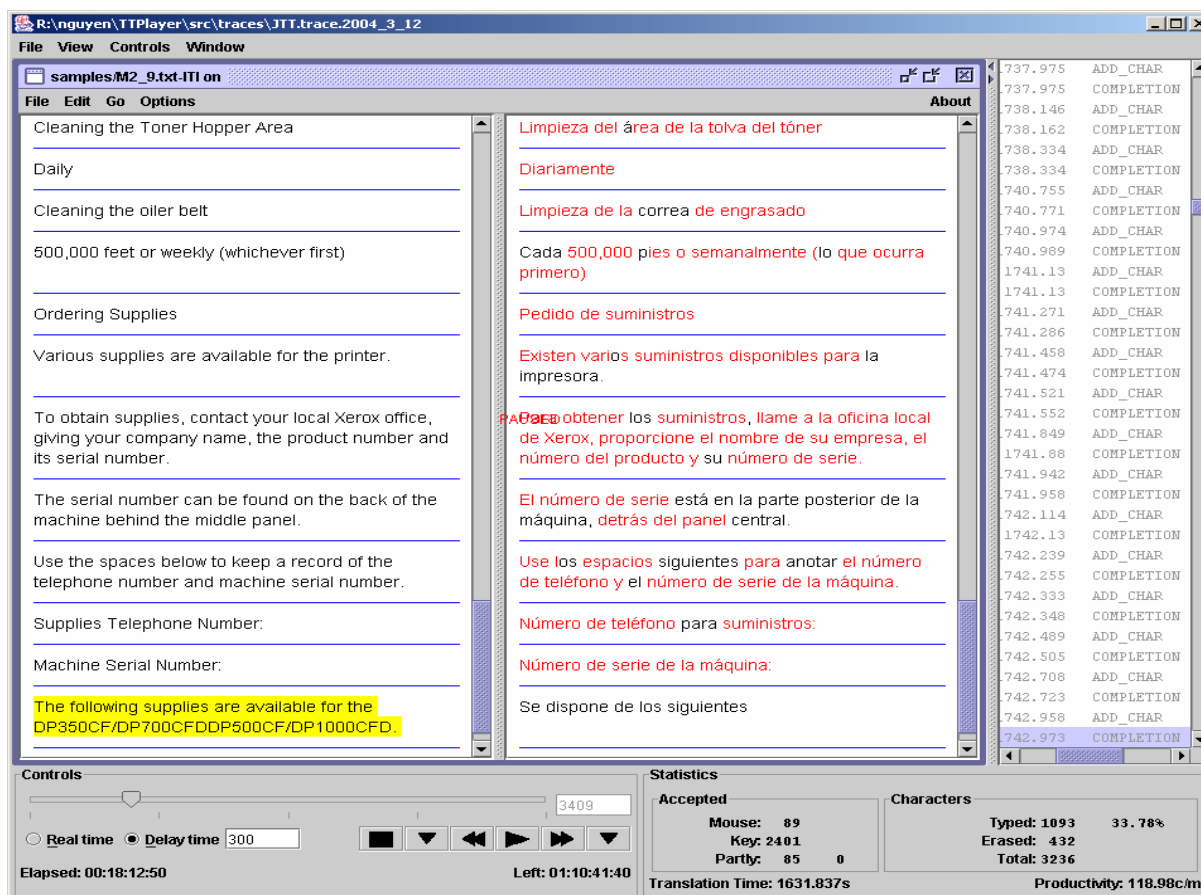 R:\nguyen\TTPlayer\src\traces\JTT.trace.2004_3_12
File View Controls Window
samples/M2_9.txt-ITI on
File Edit Go Options About
Cleaning the Toner Hopper Area
Daily
Cleaning the oiler belt
500,000 feet or weekly (whichever first)
Ordering Supplies
Various supplies are available for the printer.
To obtain supplies, contact your local Xerox office,
giving your company name, the product number and
its serial number.
The serial number can be found on the back of the
machine behind the middle panel.
Use the spaces below to keep a record of the
telephone number and machine serial number.
Supplies Telephone Number:
Machine Serial Number:
The following supplies are available for the
DP350CF/DP700CFDDP500CF/DP1000CFD.
Limpieza del área de la tolva del tóner
Diariamente
Limpieza de la correa de engrasado
Cada 500,000 pies o semanalmente (lo que ocurra
primero)
Pedido de suministros
Existen varios suministros disponibles para la
impresora.
PAUSED
Para obtener los suministros, llame a la oficina local
de Xerox, proporcione el nombre de su empresa, el
número del producto y su número de serie.
El número de serie está en la parte posterior de la
máquina, detrás del panel central.
Use los espacios siguientes para anotar el número
de teléfono y el número de serie de la máquina.
Número de teléfono para suministros:
Número de serie de la máquina:
Se dispone de los siguientes
.737.975 ADD_CHAR
.737.975 COMPLETION
.738.146 ADD_CHAR
.738.162 COMPLETION
.738.334 ADD_CHAR
.738.334 COMPLETION
.740.755 ADD_CHAR
.740.771 COMPLETION
.740.974 ADD_CHAR
.740.989 COMPLETION
1741.13 ADD_CHAR
1741.13 COMPLETION
.741.271 ADD_CHAR
.741.286 COMPLETION
.741.458 ADD_CHAR
.741.474 COMPLETION
.741.521 ADD_CHAR
.741.552 COMPLETION
.741.849 ADD_CHAR
1741.88 COMPLETION
.741.942 ADD_CHAR
.741.958 COMPLETION
.742.114 ADD_CHAR
1742.13 COMPLETION
.742.239 ADD_CHAR
.742.255 COMPLETION
.742.333 ADD_CHAR
.742.348 COMPLETION
.742.489 ADD_CHAR
.742.505 COMPLETION
.742.708 ADD_CHAR
.742.723 COMPLETION
.742.958 ADD_CHAR
.742.973 COMPLETION
Controls
3409
Real time Delay time 300
Elapsed: 00:18:12:50 Left: 01:10:41:40
Statistics
Accepted
Mouse: 89
Key: 2401
Partly: 85 0
Characters
Typed: 1093 33.78%
Erased: 432
Total: 3236
Translation Time: 1631.837s Productivity: 118.98c/m